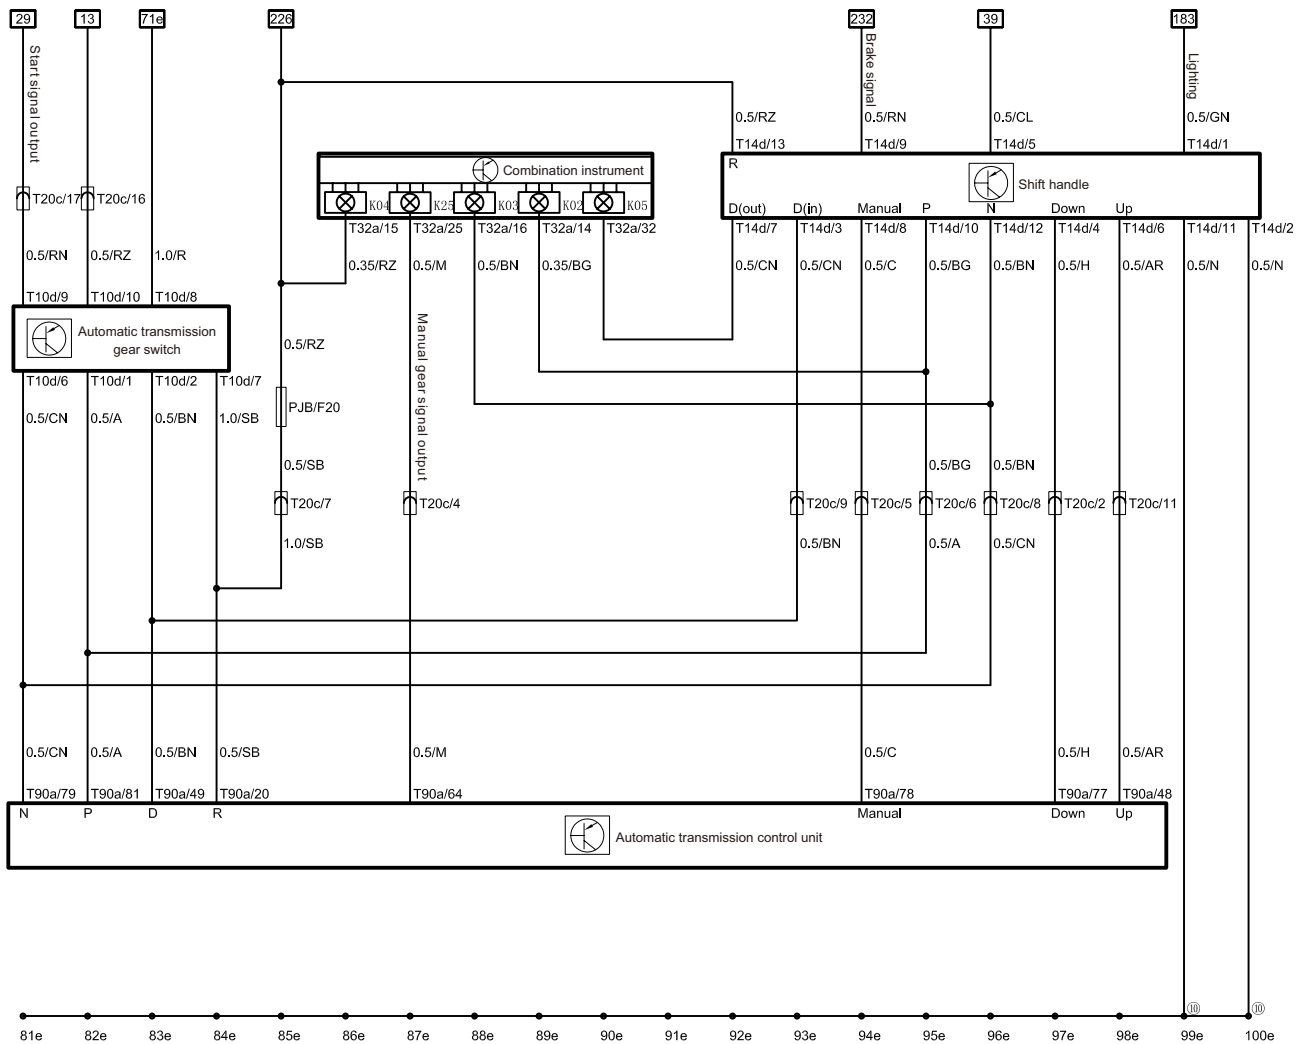 29 13 71e 226 232 39 183
Start signal output
Brake signal
Lighting
0.5/RZ 0.5/RN 0.5/CL 0.5/GN
T14d/13 T14d/9 T14d/5 T14d/1
R
Combination instrument
Shift handle
T20c/17 T20c/16
K04 K25 K03 K02 K05
D(out) D(in) Manual P N Down Up
T32a/15 T32a/25 T32a/16 T32a/14 T32a/32
T14d/7 T14d/3 T14d/8 T14d/10 T14d/12 T14d/4 T14d/6 T14d/11 T14d/2
0.5/RN 0.5/RZ 1.0/R
0.35/RZ 0.5/M 0.5/BN 0.35/BG
0.5/CN 0.5/CN 0.5/C 0.5/BG 0.5/BN 0.5/H 0.5/AR 0.5/N 0.5/N
T10d/9 T10d/10 T10d/8
Automatic transmission
gear switch
0.5/RZ
Manual gear signal output
T10d/6 T10d/1 T10d/2 T10d/7
0.5/CN 0.5/A 0.5/BN 1.0/SB
PJB/F20
0.5/SB
0.5/BG 0.5/BN
T20c/7 T20c/4 T20c/9 T20c/5 T20c/6 T20c/8 T20c/2 T20c/11
1.0/SB 0.5/BN 0.5/A 0.5/CN
0.5/CN 0.5/A 0.5/BN 0.5/SB 0.5/M 0.5/C 0.5/H 0.5/AR
T90a/79 T90a/81 T90a/49 T90a/20 T90a/64 T90a/78 T90a/77 T90a/48
N P D R Manual Down Up
Automatic transmission control unit
⑩ ⑩
81e 82e 83e 84e 85e 86e 87e 88e 89e 90e 91e 92e 93e 94e 95e 96e 97e 98e 99e 100e